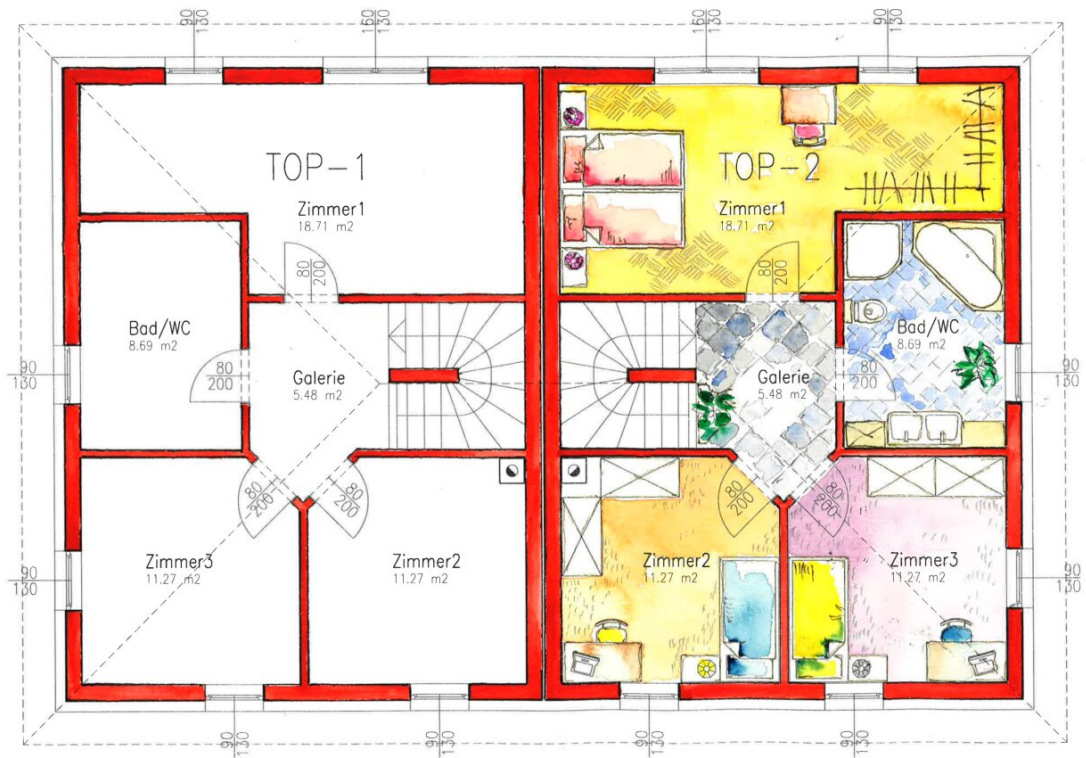 90
130
160
130
160
130
90
130
TOP-1
Zimmer1
18.71 m2
80
200
TOP-2
Zimmer1
18.71 m2
80
200
Bad/WC
8.69 m2
80
200
Galerie
5.48 m2
Galerie
5.48 m2
80
200
Bad/WC
8.69 m2
90
130
90
130
80
200
80
200
80
200
80
200
Zimmer3
11.27 m2
Zimmer2
11.27 m2
Zimmer2
11.27 m2
Zimmer3
11.27 m2
90
130
90
130
90
130
90
130
90
130
90
130